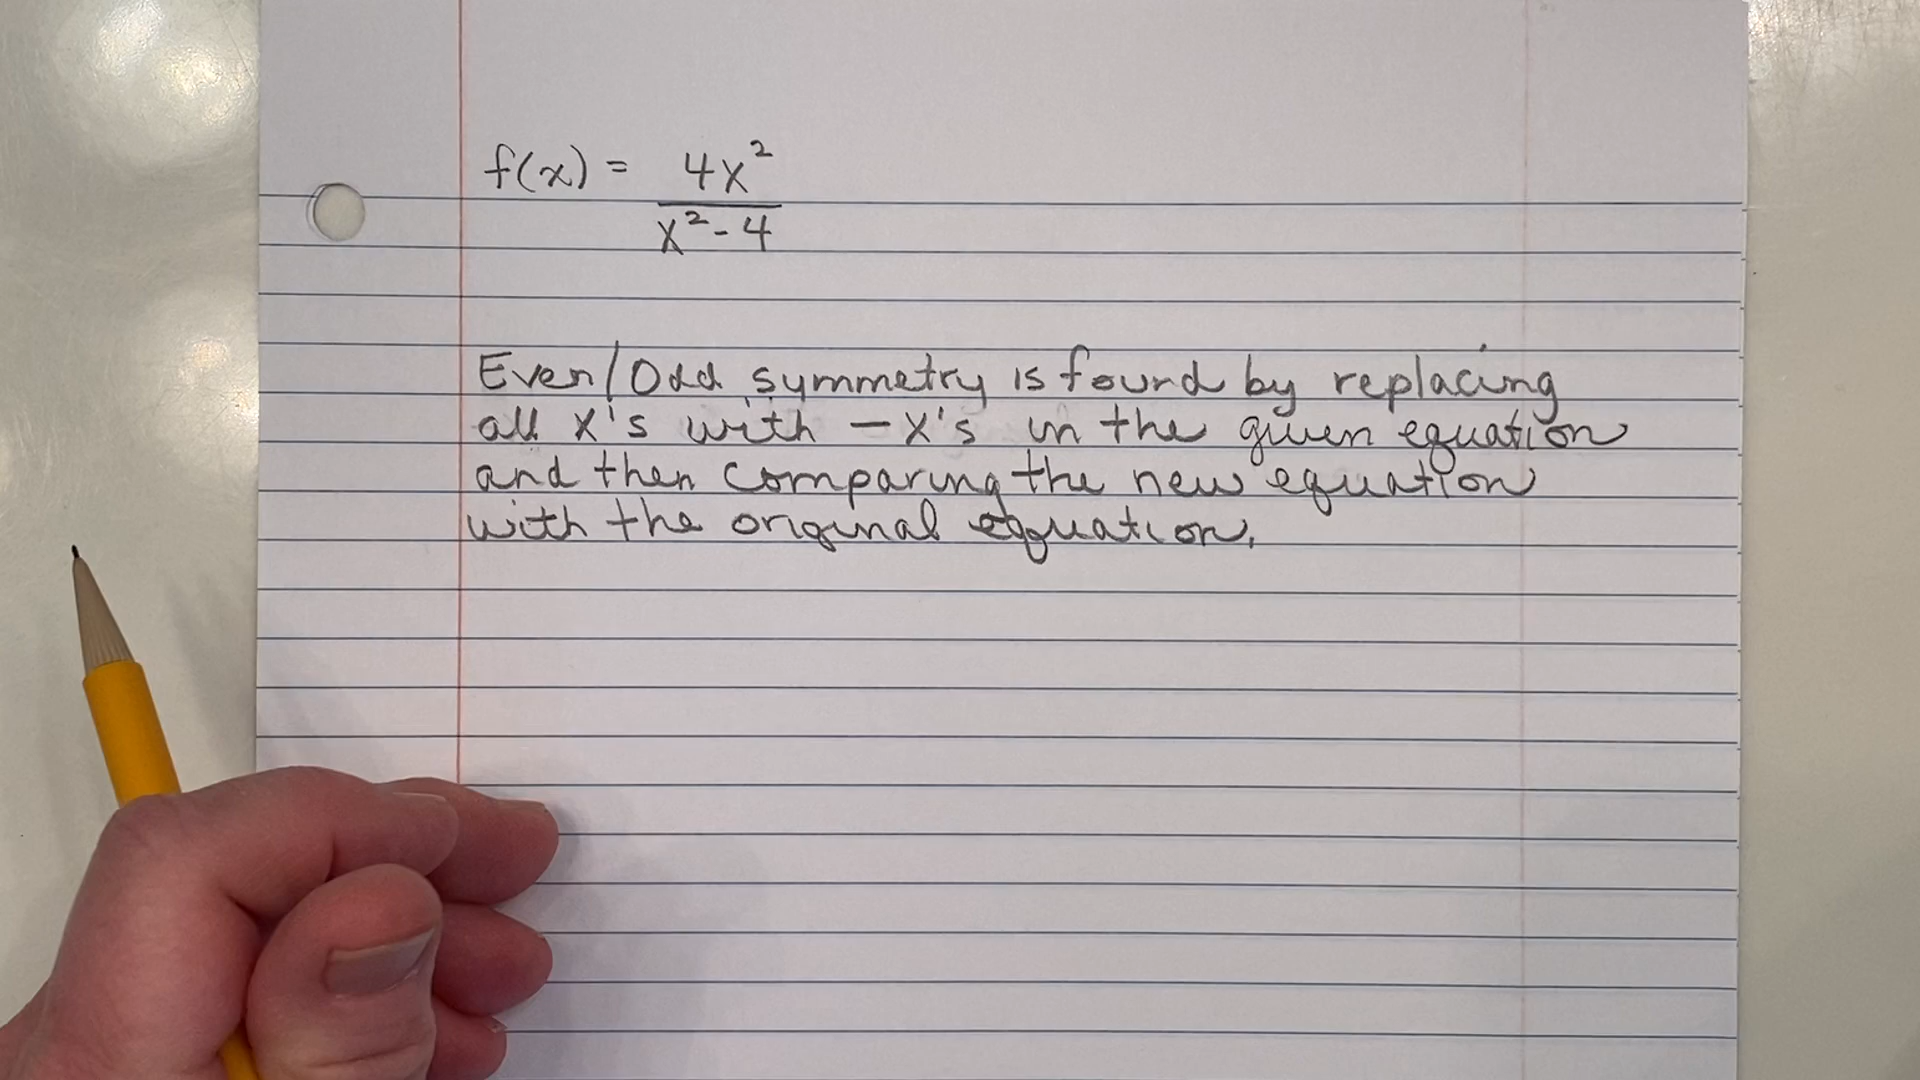 f(x) = 4x²
x² - 4
Even/Odd symmetry is found by replacing
all x's with -x's in the given equation
and then comparing the new equation
with the original equation.